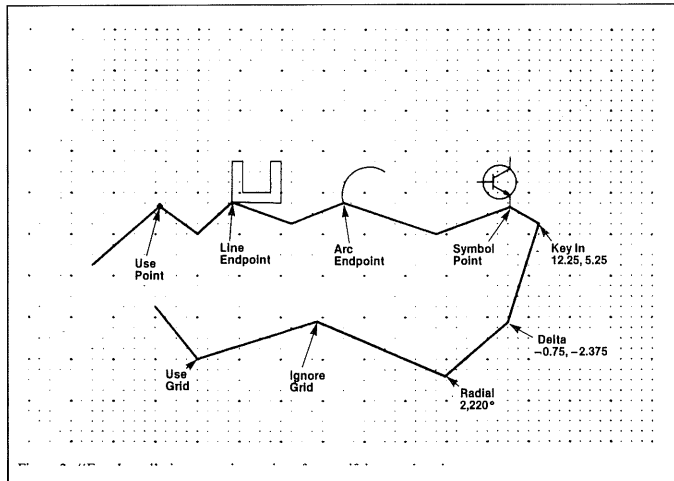 Use
Point
Line
Endpoint
Arc
Endpoint
Symbol
Point
Key In
12.25, 5.25
Delta
−0.75, −2.375
Use
Grid
Ignore
Grid
Radial
2,220°